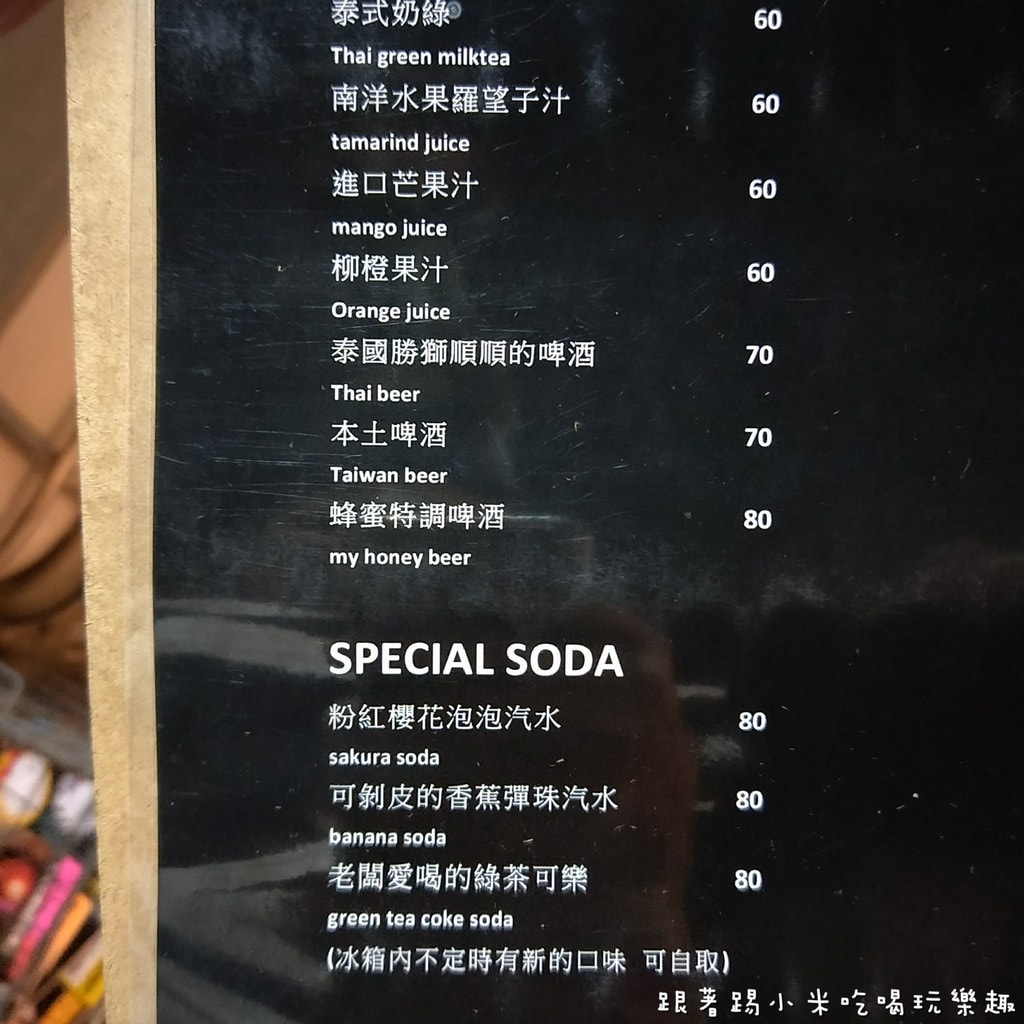 泰式奶綠 60
Thai green milktea
南洋水果羅望子汁 60
tamarind juice
進口芒果汁 60
mango juice
柳橙果汁 60
Orange juice
泰國勝獅順順的啤酒 70
Thai beer
本土啤酒 70
Taiwan beer
蜂蜜特調啤酒 80
my honey beer
SPECIAL SODA
粉紅櫻花泡泡汽水 80
sakura soda
可剝皮的香蕉彈珠汽水 80
banana soda
老闆愛喝的綠茶可樂 80
green tea coke soda
(冰箱內不定時有新的口味 可自取)
跟著踢小米吃喝玩樂趣